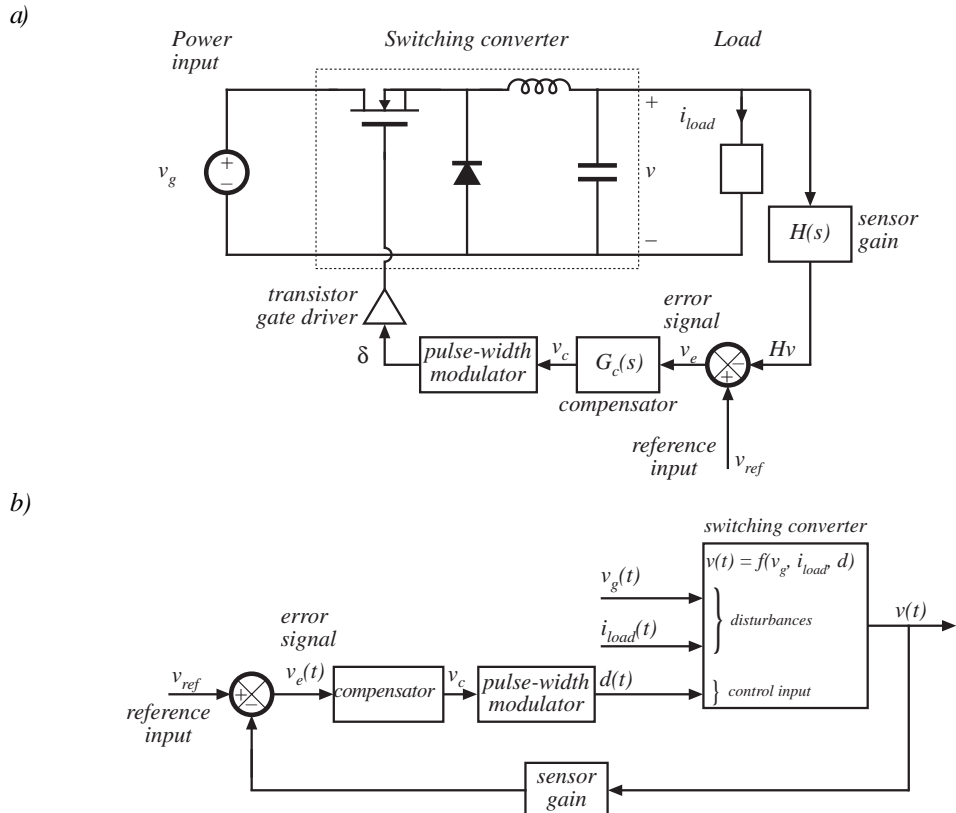 a)
Power
input
Switching converter
Load
+
i_load
v_g
+
–
v
–
H(s)
sensor
gain
transistor
gate driver
error
signal
δ
pulse-width
modulator
v_c
G_c(s)
v_e
–
+
Hv
compensator
reference
input
v_ref
b)
switching converter
v(t) = f(v_g, i_load, d)
v_g(t)
} disturbances
i_load(t)
v(t)
error
signal
v_ref
+
–
v_e(t)
compensator
v_c
pulse-width
modulator
d(t)
} control input
reference
input
sensor
gain